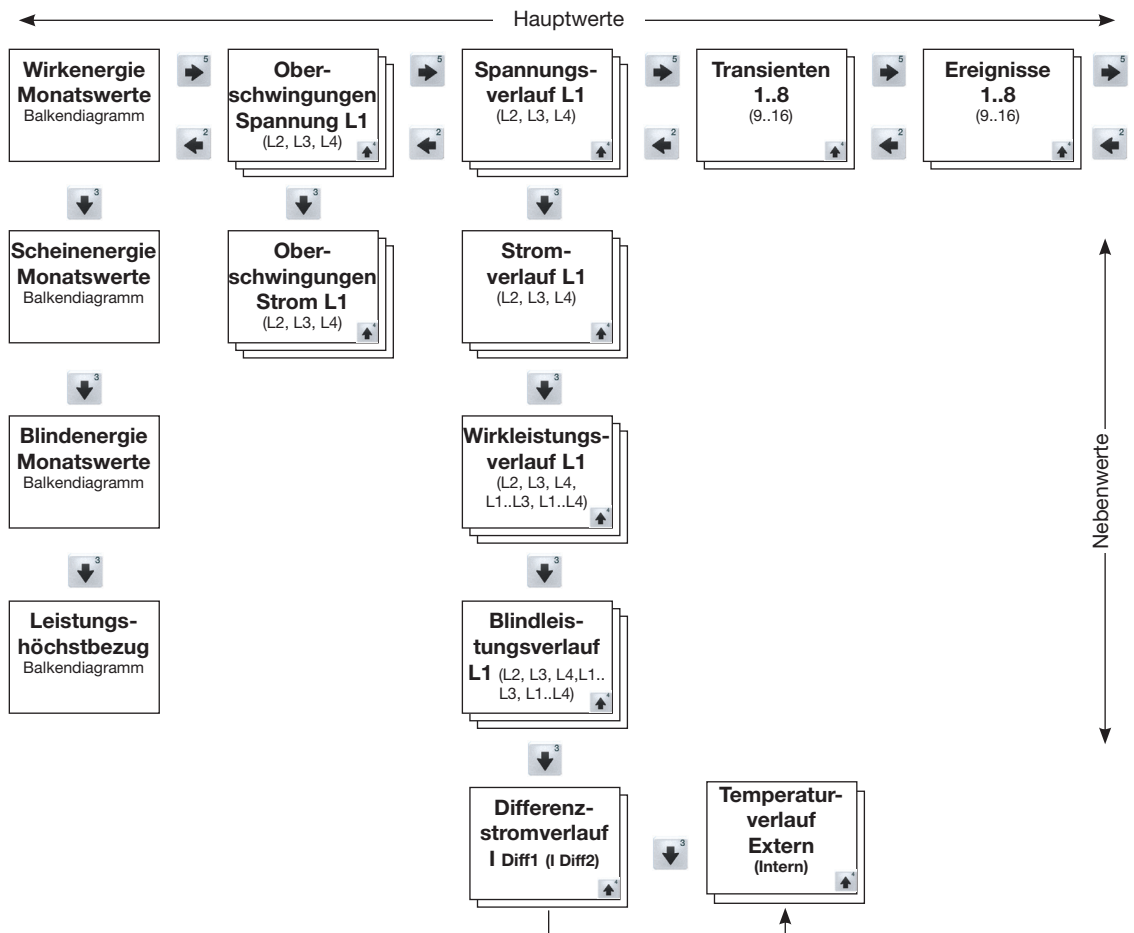 Hauptwerte
Wirkenergie
Monatswerte
Balkendiagramm
5
2
Ober-
schwingungen
Spannung L1
(L2, L3, L4)
4
5
2
Spannungs-
verlauf L1
(L2, L3, L4)
4
5
2
Transienten
1..8
(9..16)
4
5
2
Ereignisse
1..8
(9..16)
4
5
2
3
3
3
Scheinenergie
Monatswerte
Balkendiagramm
Ober-
schwingungen
Strom L1
(L2, L3, L4)
4
Strom-
verlauf L1
(L2, L3, L4)
4
3
3
Blindenergie
Monatswerte
Balkendiagramm
Wirkleistungs-
verlauf L1
(L2, L3, L4,
L1..L3, L1..L4)
4
Nebenwerte
3
3
Leistungs-
höchstbezug
Balkendiagramm
Blindleis-
tungsverlauf
L1 (L2, L3, L4,L1..
L3, L1..L4)
4
3
Differenz-
stromverlauf
I Diff1 (I Diff2)
4
3
Temperatur-
verlauf
Extern
(Intern)
4